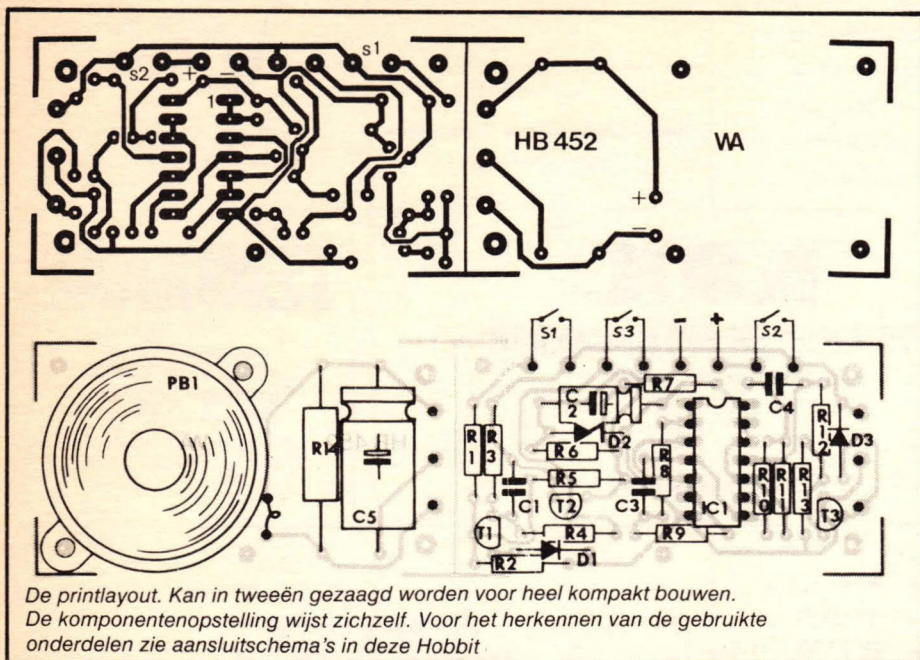 s2 + − s1
1
HB 452 WA
+
−
S1 S3 − + S2
PB1
R14
C5
R7
C2
C4
R1 R3
D2
R6
R8
R12
D3
R5
C1 T2 C3
IC1
R10 R11 R13
T1
R4
R9
T3
R2
D1
De printlayout. Kan in tweeën gezaagd worden voor heel kompakt bouwen.
De komponentenopstelling wijst zichzelf. Voor het herkennen van de gebruikte
onderdelen zie aansluitschema's in deze Hobbit